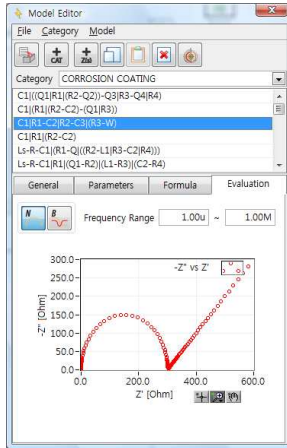 Model Editor
File Category Model
CAT Z(s)
Category CORROSION COATING
C1|((Q1|R1|(R2-Q2))-Q3|R3-Q4|R4)
C1|(R1|(R2-C2)-(Q1|R3))
C1|R1-C2|R2-C3|(R3-W)
C1|R1|(R2-C2)
Ls-R-C1|(R1-Q|((R2-L1|R3-C2|R4)))
Ls-R-C1|R1|(Q1-R2)|(L1-R3)|(C2-R4)
General Parameters Formula Evaluation
N B Frequency Range 1.00u ~ 1.00M
-Z" vs Z'
300.0
250.0
200.0
150.0
100.0
50.0
0.0
-Z" [Ohm]
0.0 200.0 400.0 600.0
Z' [Ohm]